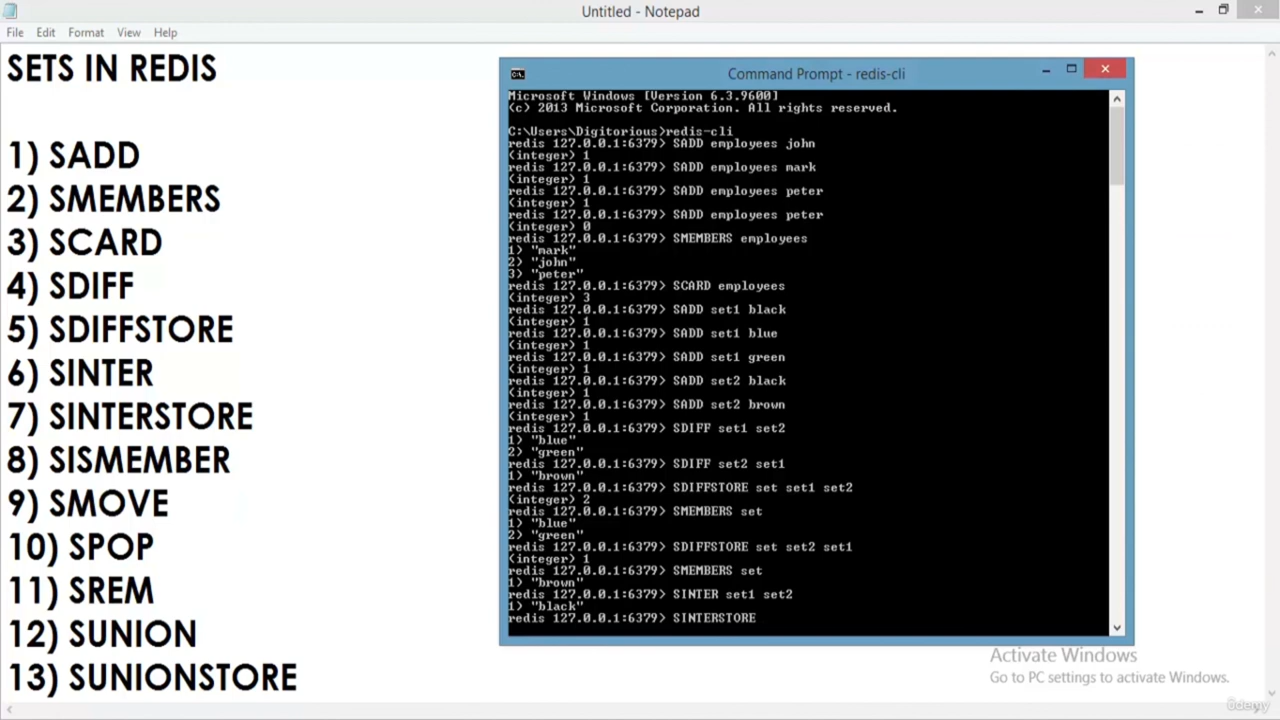 Untitled - Notepad
File Edit Format View Help
SETS IN REDIS
1) SADD
2) SMEMBERS
3) SCARD
4) SDIFF
5) SDIFFSTORE
6) SINTER
7) SINTERSTORE
8) SISMEMBER
9) SMOVE
10) SPOP
11) SREM
12) SUNION
13) SUNIONSTORE
Command Prompt - redis-cli
Microsoft Windows [Version 6.3.9600]
(c) 2013 Microsoft Corporation. All rights reserved.
C:\Users\Digitorious>redis-cli
redis 127.0.0.1:6379> SADD employees john
(integer) 1
redis 127.0.0.1:6379> SADD employees mark
(integer) 1
redis 127.0.0.1:6379> SADD employees peter
(integer) 1
redis 127.0.0.1:6379> SADD employees peter
(integer) 0
redis 127.0.0.1:6379> SMEMBERS employees
1) "mark"
2) "john"
3) "peter"
redis 127.0.0.1:6379> SCARD employees
(integer) 3
redis 127.0.0.1:6379> SADD set1 black
(integer) 1
redis 127.0.0.1:6379> SADD set1 blue
(integer) 1
redis 127.0.0.1:6379> SADD set1 green
(integer) 1
redis 127.0.0.1:6379> SADD set2 black
(integer) 1
redis 127.0.0.1:6379> SADD set2 brown
(integer) 1
redis 127.0.0.1:6379> SDIFF set1 set2
1) "blue"
2) "green"
redis 127.0.0.1:6379> SDIFF set2 set1
1) "brown"
redis 127.0.0.1:6379> SDIFFSTORE set set1 set2
(integer) 2
redis 127.0.0.1:6379> SMEMBERS set
1) "blue"
2) "green"
redis 127.0.0.1:6379> SDIFFSTORE set set2 set1
(integer) 1
redis 127.0.0.1:6379> SMEMBERS set
1) "brown"
redis 127.0.0.1:6379> SINTER set1 set2
1) "black"
redis 127.0.0.1:6379> SINTERSTORE
Activate Windows
Go to PC settings to activate Windows.
ûdemy